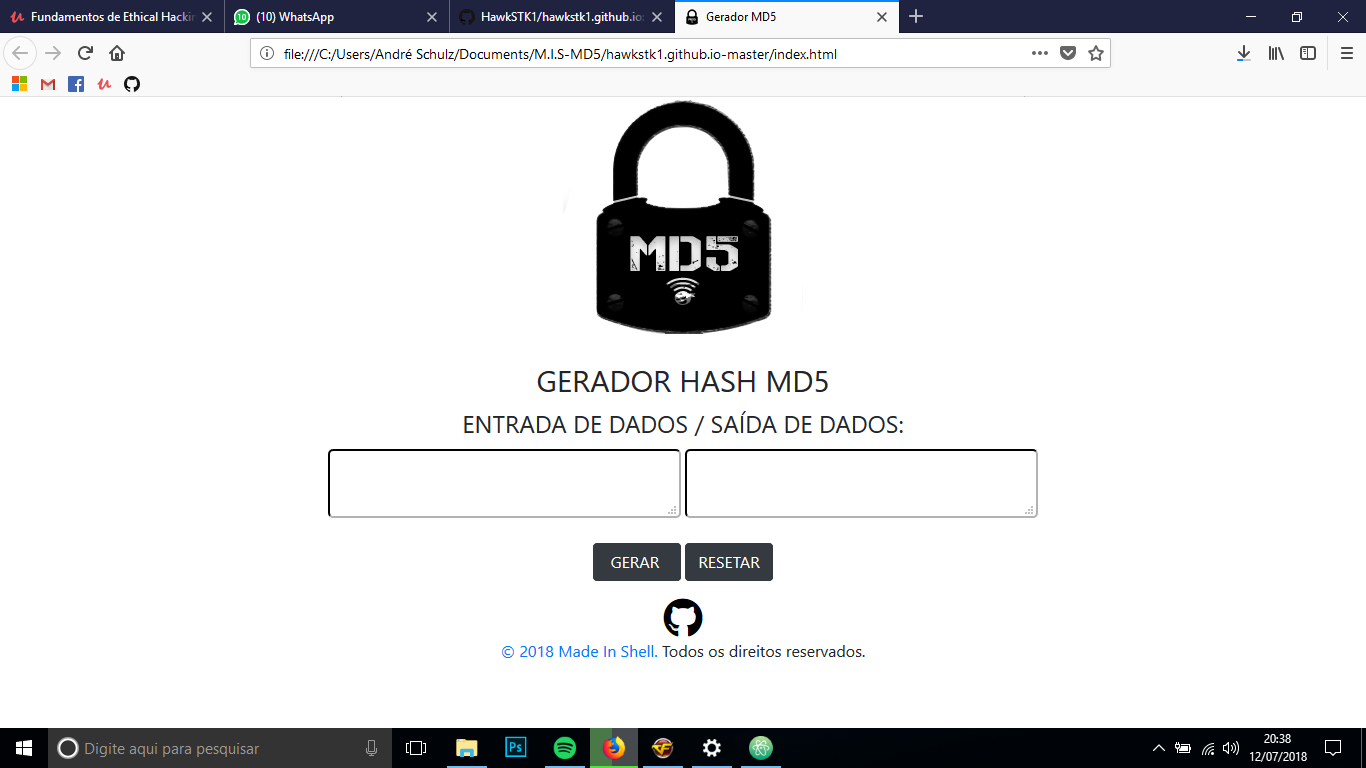 Fundamentos de Ethical Hackin
(10) WhatsApp
HawkSTK1/hawkstk1.github.io:
Gerador MD5
file:///C:/Users/André Schulz/Documents/M.I.S-MD5/hawkstk1.github.io-master/index.html
MD5
GERADOR HASH MD5
ENTRADA DE DADOS / SAÍDA DE DADOS:
GERAR
RESETAR
© 2018 Made In Shell. Todos os direitos reservados.
Digite aqui para pesquisar
Ps
20:38
12/07/2018